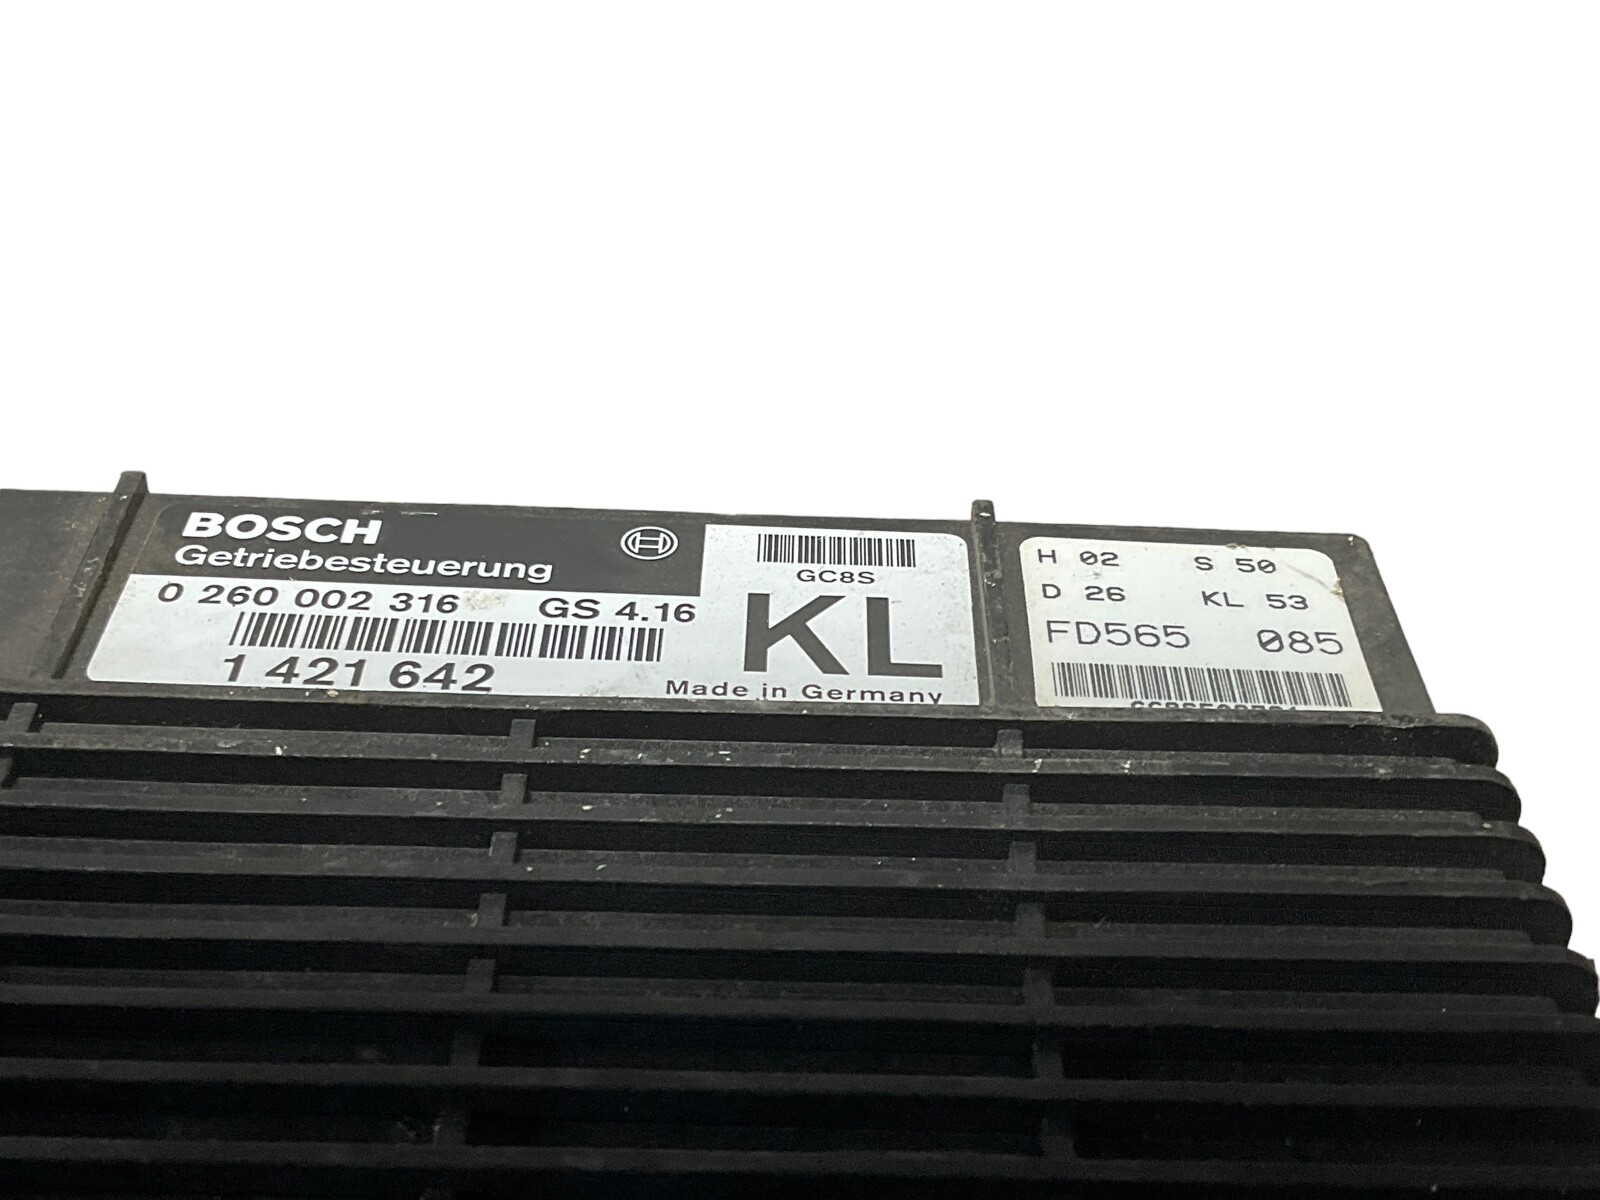 BOSCH
Getriebesteuerung
0 260 002 316 GS 4.16
1 421 642
GC8S
KL
Made in Germany
H 02 S 50
D 26 KL 53
FD565 085